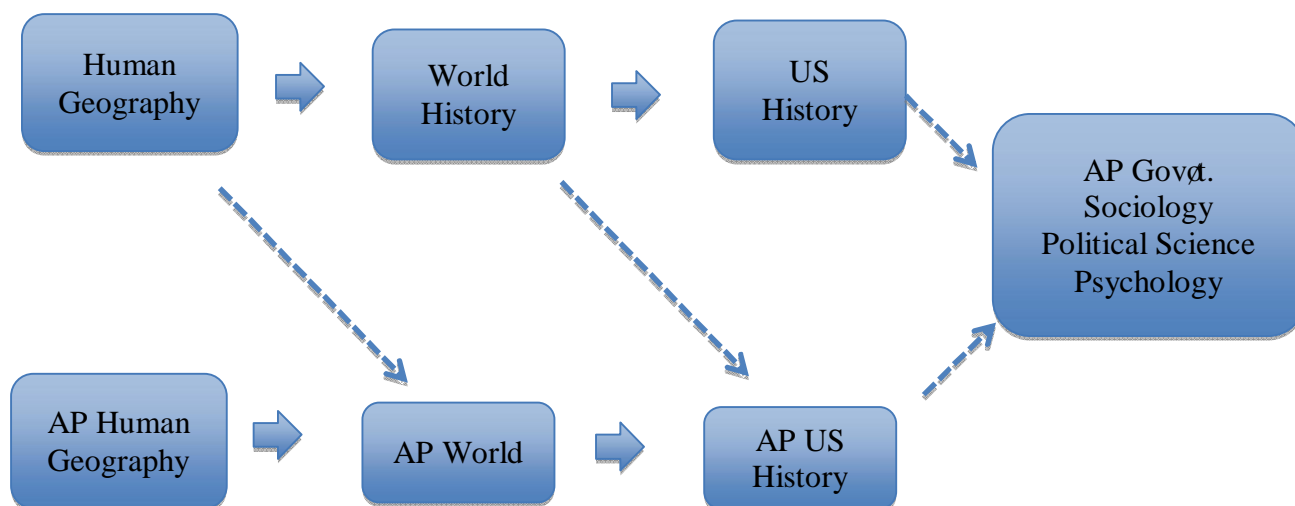 Human
Geography
World
History
US
History
AP Govøt.
Sociology
Political Science
Psychology
AP Human
Geography
AP World
AP US
History